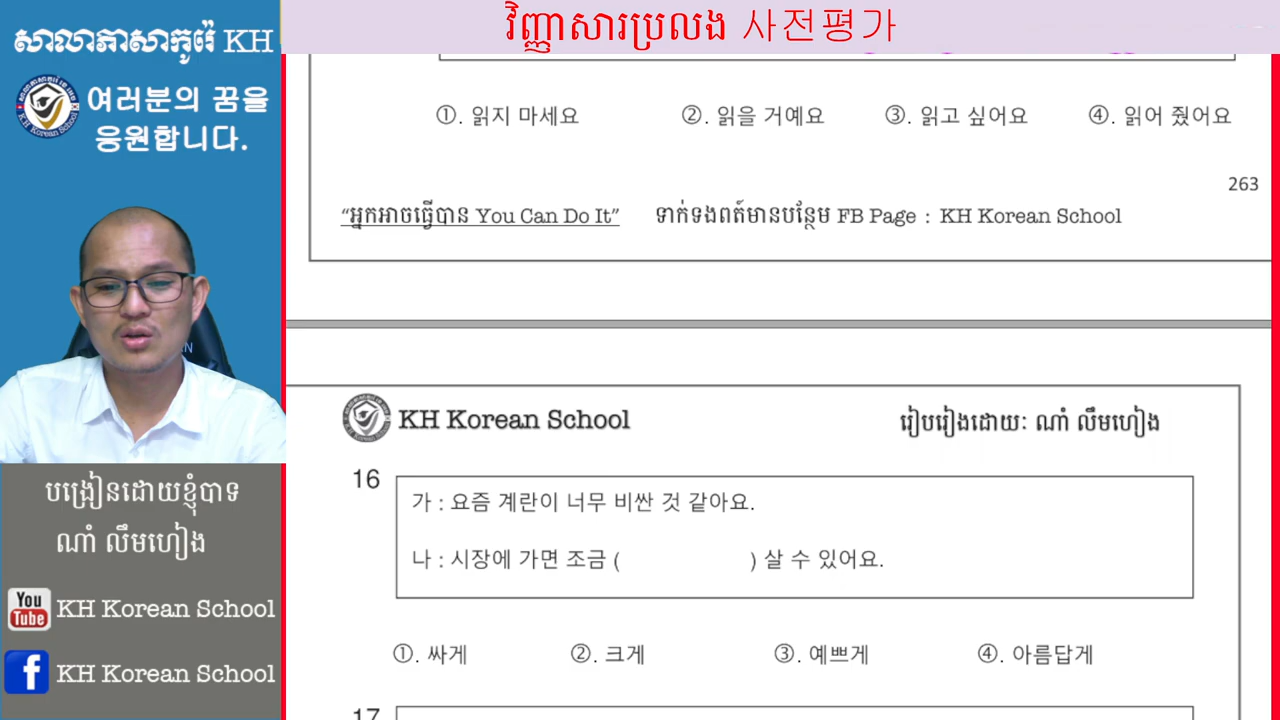 វិញ្ញាសារប្រលង 사전평가
សាលាភាសាកូរ៉េ KH
여러분의 꿈을
응원합니다.
①. 읽지 마세요 ②. 읽을 거예요 ③. 읽고 싶어요 ④. 읽어 줬어요
263
“អ្នកអាចធ្វើបាន You Can Do It” ទាក់ទងពត៍មានបន្ថែម FB Page : KH Korean School
KH Korean School រៀបរៀងដោយៈ ណាំ លឹមហៀង
16
가 : 요즘 계란이 너무 비싼 것 같아요.
나 : 시장에 가면 조금 ( ) 살 수 있어요.
①. 싸게 ②. 크게 ③. 예쁘게 ④. 아름답게
17
បង្រៀនដោយខ្ញុំបាទ
ណាំ លឹមហៀង
You Tube KH Korean School
f KH Korean School